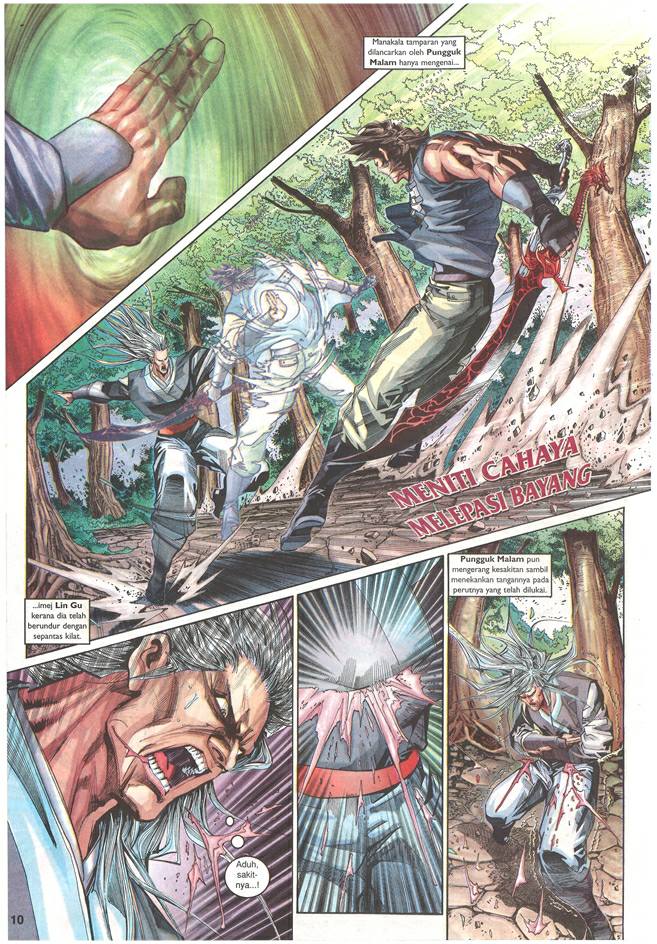 Manakala tamparan yang
dilancarkan oleh Pungguk
Malam hanya mengenai...
MENITI CAHAYA
MELEPASI BAYANG
...imej Lin Gu
kerana dia telah
berundur dengan
sepantas kilat.
Pungguk Malam pun
mengerang kesakitan sambil
menekankan tangannya pada
perutnya yang telah dilukai.
Aduh,
sakit-
nya...!
10